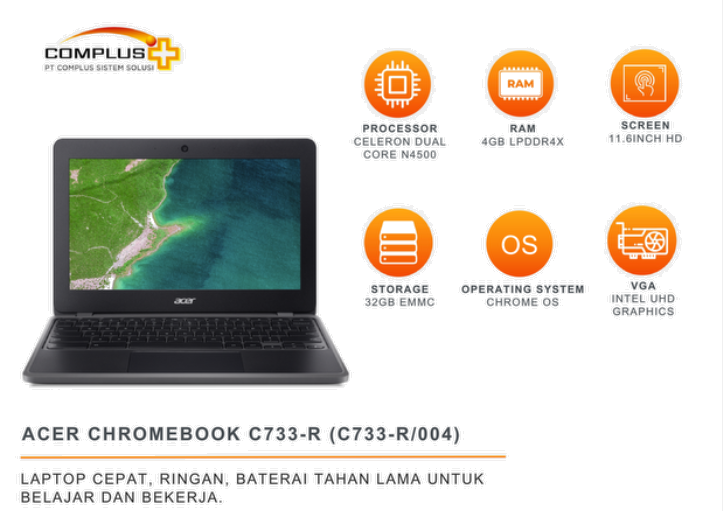 COMPLUS
PT COMPLUS SISTEM SOLUSI
RAM
PROCESSOR
CELERON DUAL
CORE N4500
RAM
4GB LPDDR4X
SCREEN
11.6INCH HD
acer
OS
STORAGE
32GB EMMC
OPERATING SYSTEM
CHROME OS
VGA
INTEL UHD
GRAPHICS
ACER CHROMEBOOK C733-R (C733-R/004)
LAPTOP CEPAT, RINGAN, BATERAI TAHAN LAMA UNTUK
BELAJAR DAN BEKERJA.